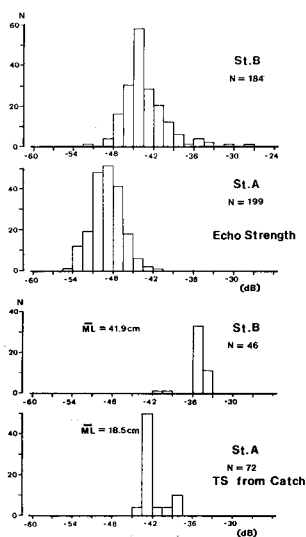 N
60
40
20
0
St.B
N = 184
-60 -54 -48 -42 -36 -30 -24
N
50
40
20
0
St.A
N = 199
Echo Strength
-60 -54 -48 -42 -36 -30
(dB)
N
40
20
0
M̅L̅ = 41.9cm
St.B
N = 46
-60 -54 -48 -42 -36 -30
N
40
20
0
M̅L̅ = 18.5cm
St.A
N = 72
TS from Catch
-60 -54 -48 -42 -36 -30
(dB)